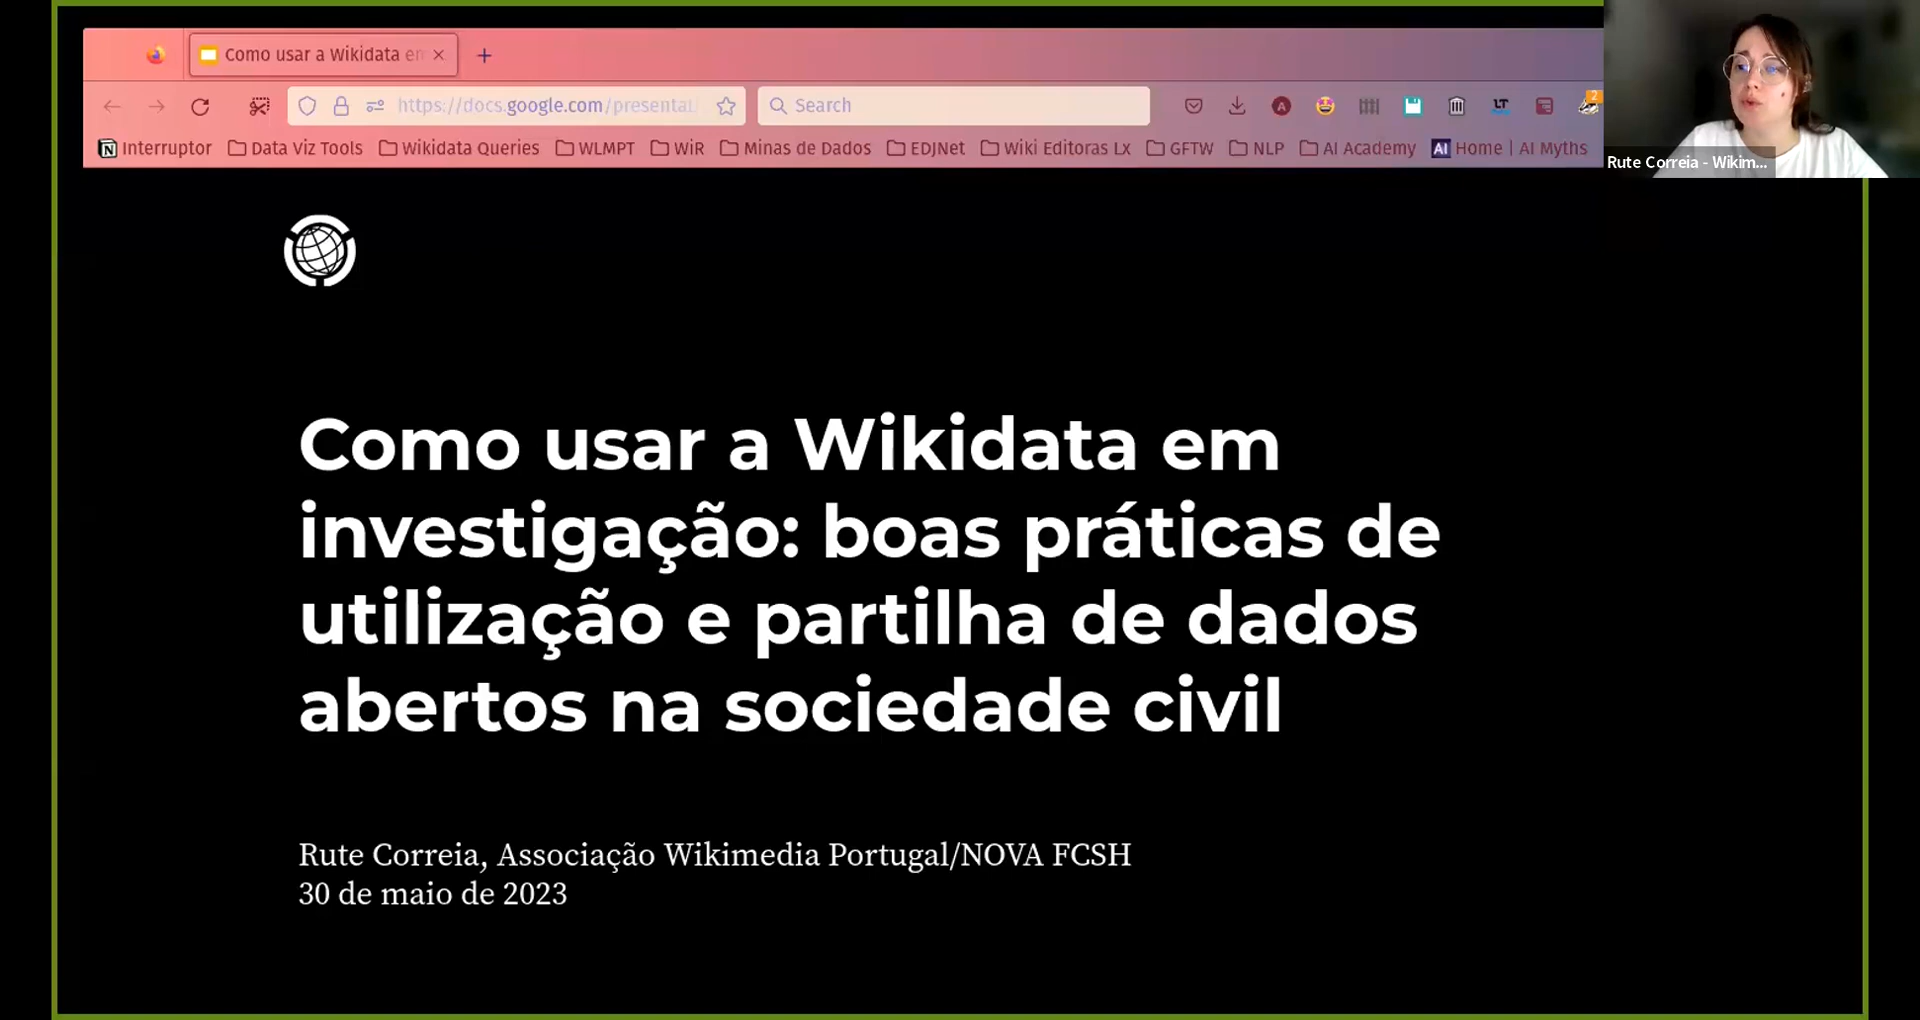 Como usar a Wikidata em
https://docs.google.com/presentat
Search
Interruptor Data Viz Tools Wikidata Queries WLMPT WiR Minas de Dados EDJNet Wiki Editoras Lx GFTW NLP AI Academy AI Home | AI Myths
Rute Correia - Wikim...
Como usar a Wikidata em
investigação: boas práticas de
utilização e partilha de dados
abertos na sociedade civil
Rute Correia, Associação Wikimedia Portugal/NOVA FCSH
30 de maio de 2023